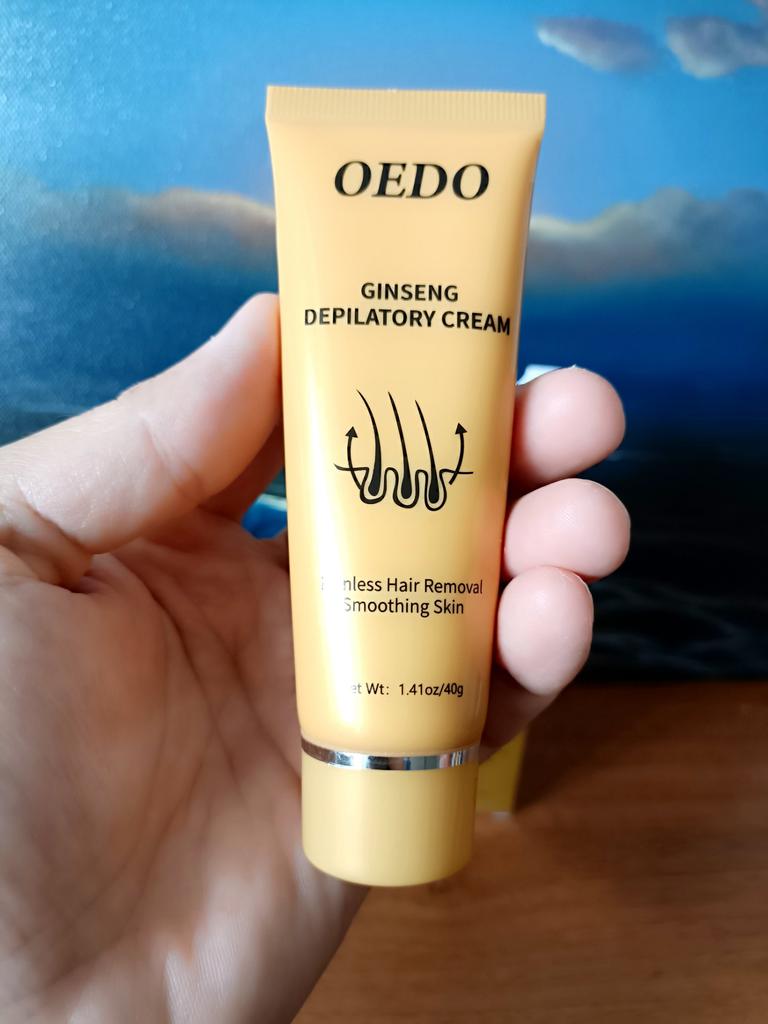 OEDO
GINSENG
DEPILATORY CREAM
Hair Removal
Smoothing Skin
Wt: 1.41oz/40g